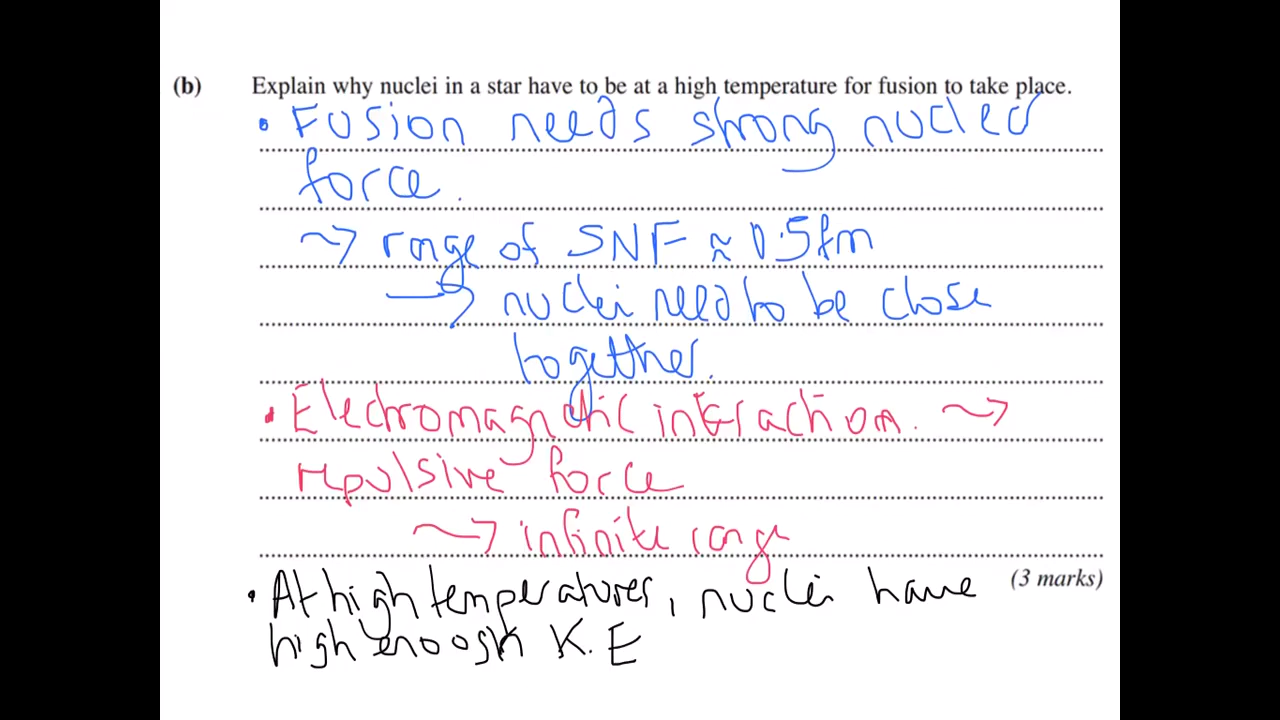 (b) Explain why nuclei in a star have to be at a high temperature for fusion to take place.
• Fusion needs strong nuclear
force.
→ range of SNF ≈ 0.5fm
→ nuclei need to be close
together.
• Electromagnetic interaction. →
repulsive force
→ infinite range
(3 marks)
• At high temperatures, nuclei have
high enough K.E